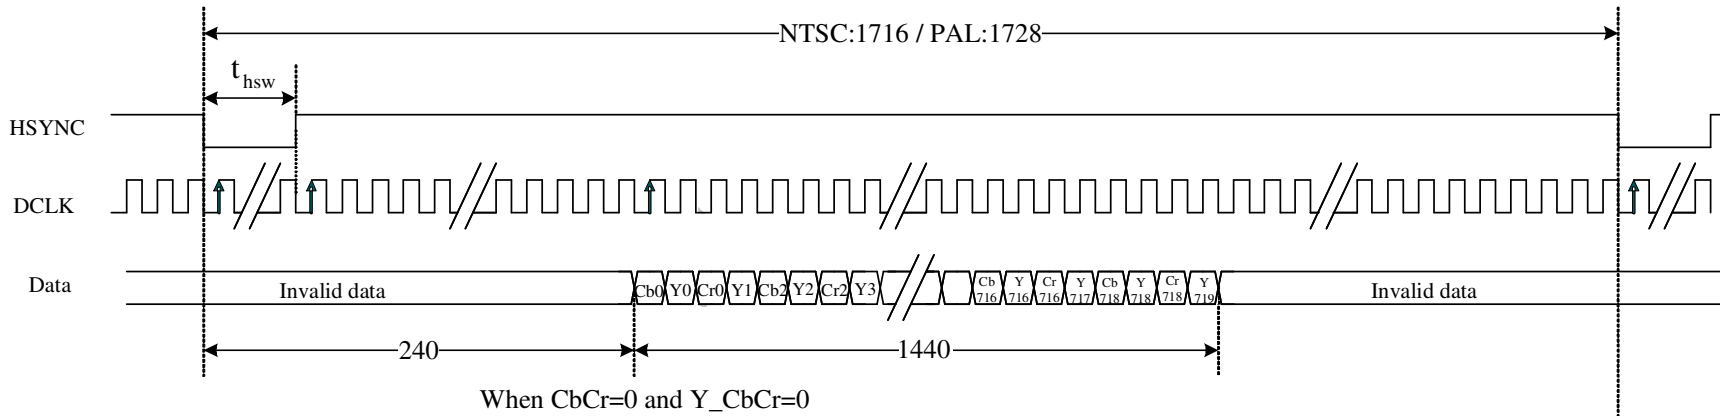 NTSC:1716 / PAL:1728
t hsw
HSYNC
DCLK
Data
Invalid data
Cb0 Y0 Cr0 Y1 Cb2 Y2 Cr2 Y3
Cb 716 Y 716 Cr 716 Y 717 Cb 718 Y 718 Cr 718 Y 719
Invalid data
240
1440
When CbCr=0 and Y_CbCr=0